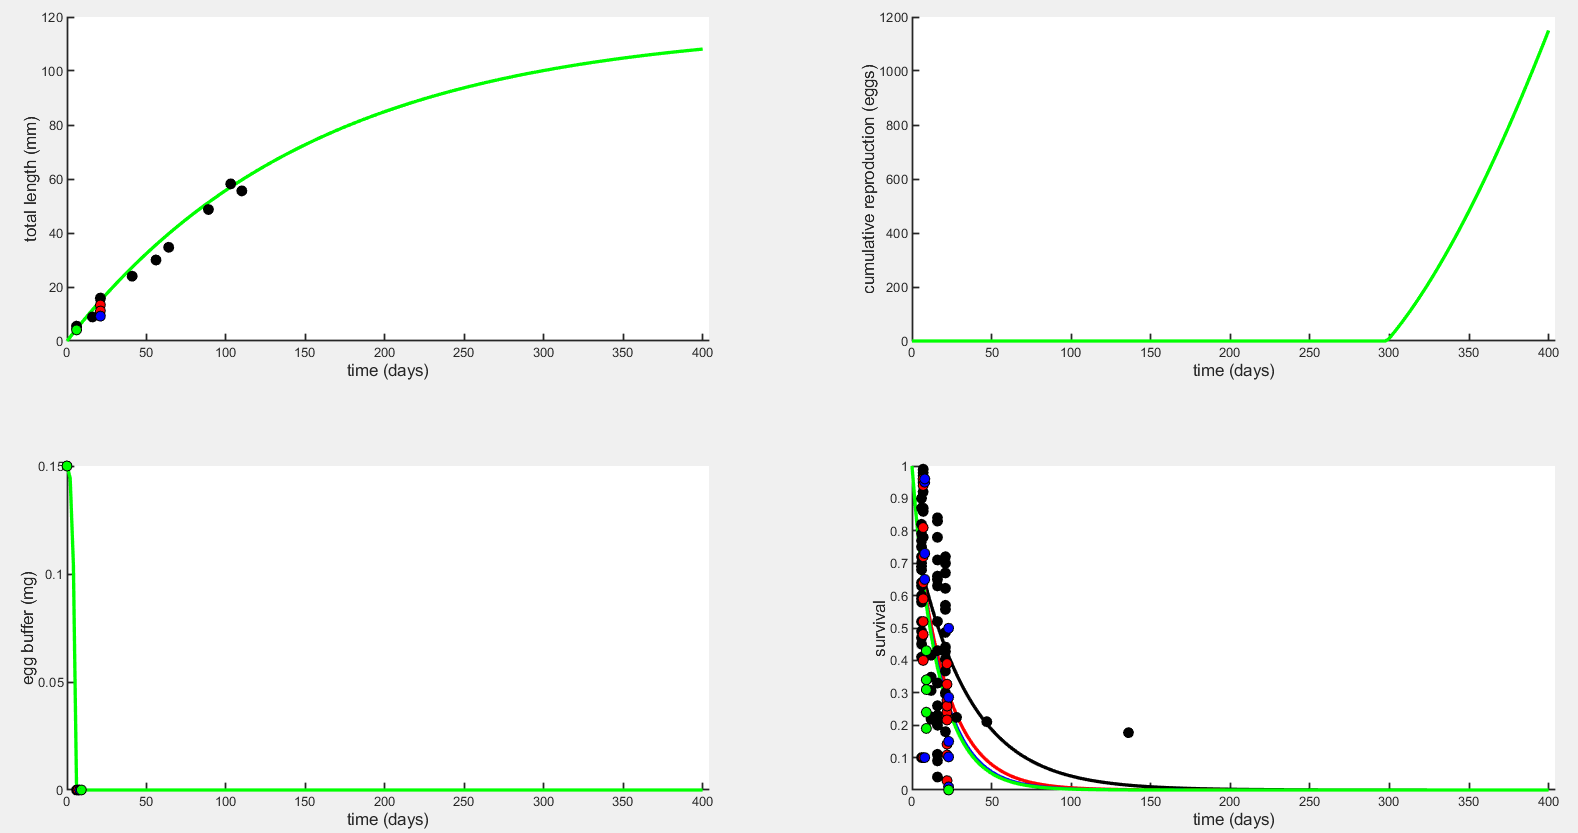 120
100
80
60
40
20
0
total length (mm)
0 50 100 150 200 250 300 350 400
time (days)
1200
1000
800
600
400
200
0
cumulative reproduction (eggs)
0 50 100 150 200 250 300 350 400
time (days)
0.15
0.1
0.05
0
egg buffer (mg)
0 50 100 150 200 250 300 350 400
time (days)
1
0.9
0.8
0.7
0.6
0.5
0.4
0.3
0.2
0.1
0
survival
0 50 100 150 200 250 300 350 400
time (days)